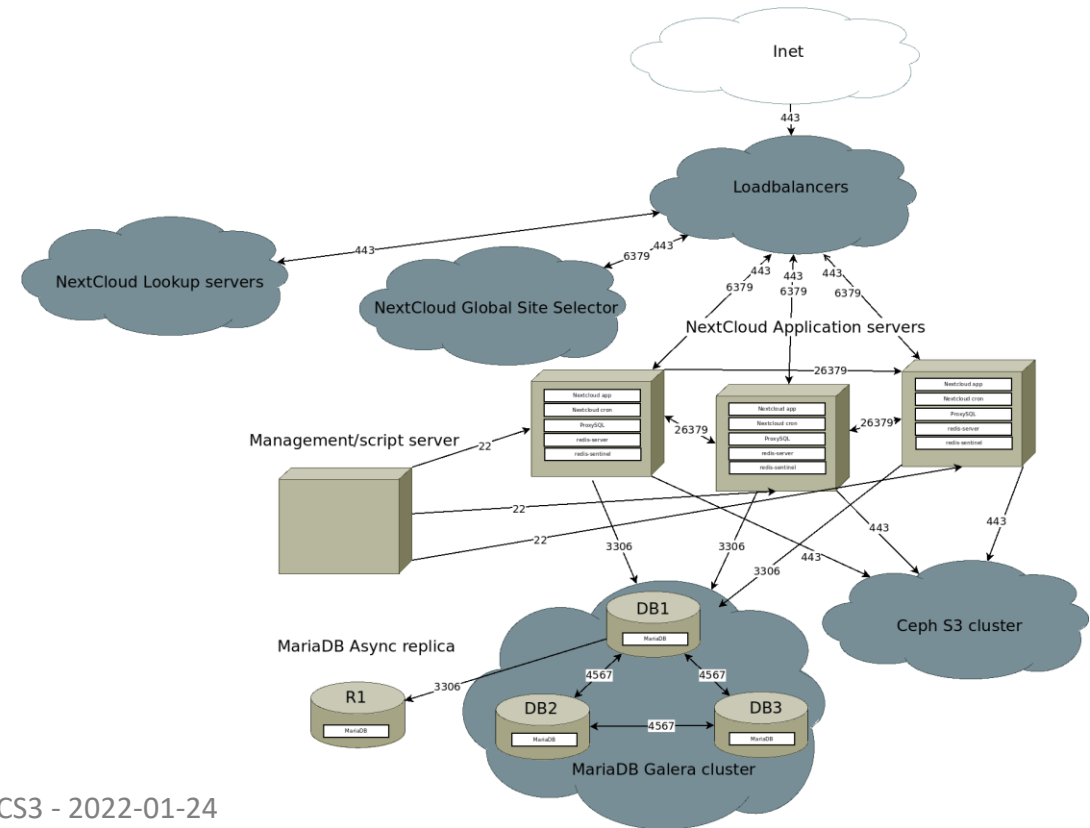 Inet
443
Loadbalancers
443
NextCloud Lookup servers
443
6379
NextCloud Global Site Selector
443
6379
443
6379
443
6379
NextCloud Application servers
26379
Nextcloud app
Nextcloud cron
ProxySQL
redis-server
redis-sentinel
26379
Nextcloud app
Nextcloud cron
ProxySQL
redis-server
redis-sentinel
26379
Nextcloud app
Nextcloud cron
ProxySQL
redis-server
redis-sentinel
Management/script server
22
22
22
3306
3306
3306
443
443
443
Ceph S3 cluster
DB1
MariaDB
MariaDB Async replica
3306
R1
MariaDB
4567
4567
4567
DB2
MariaDB
DB3
MariaDB
MariaDB Galera cluster
CS3 - 2022-01-24